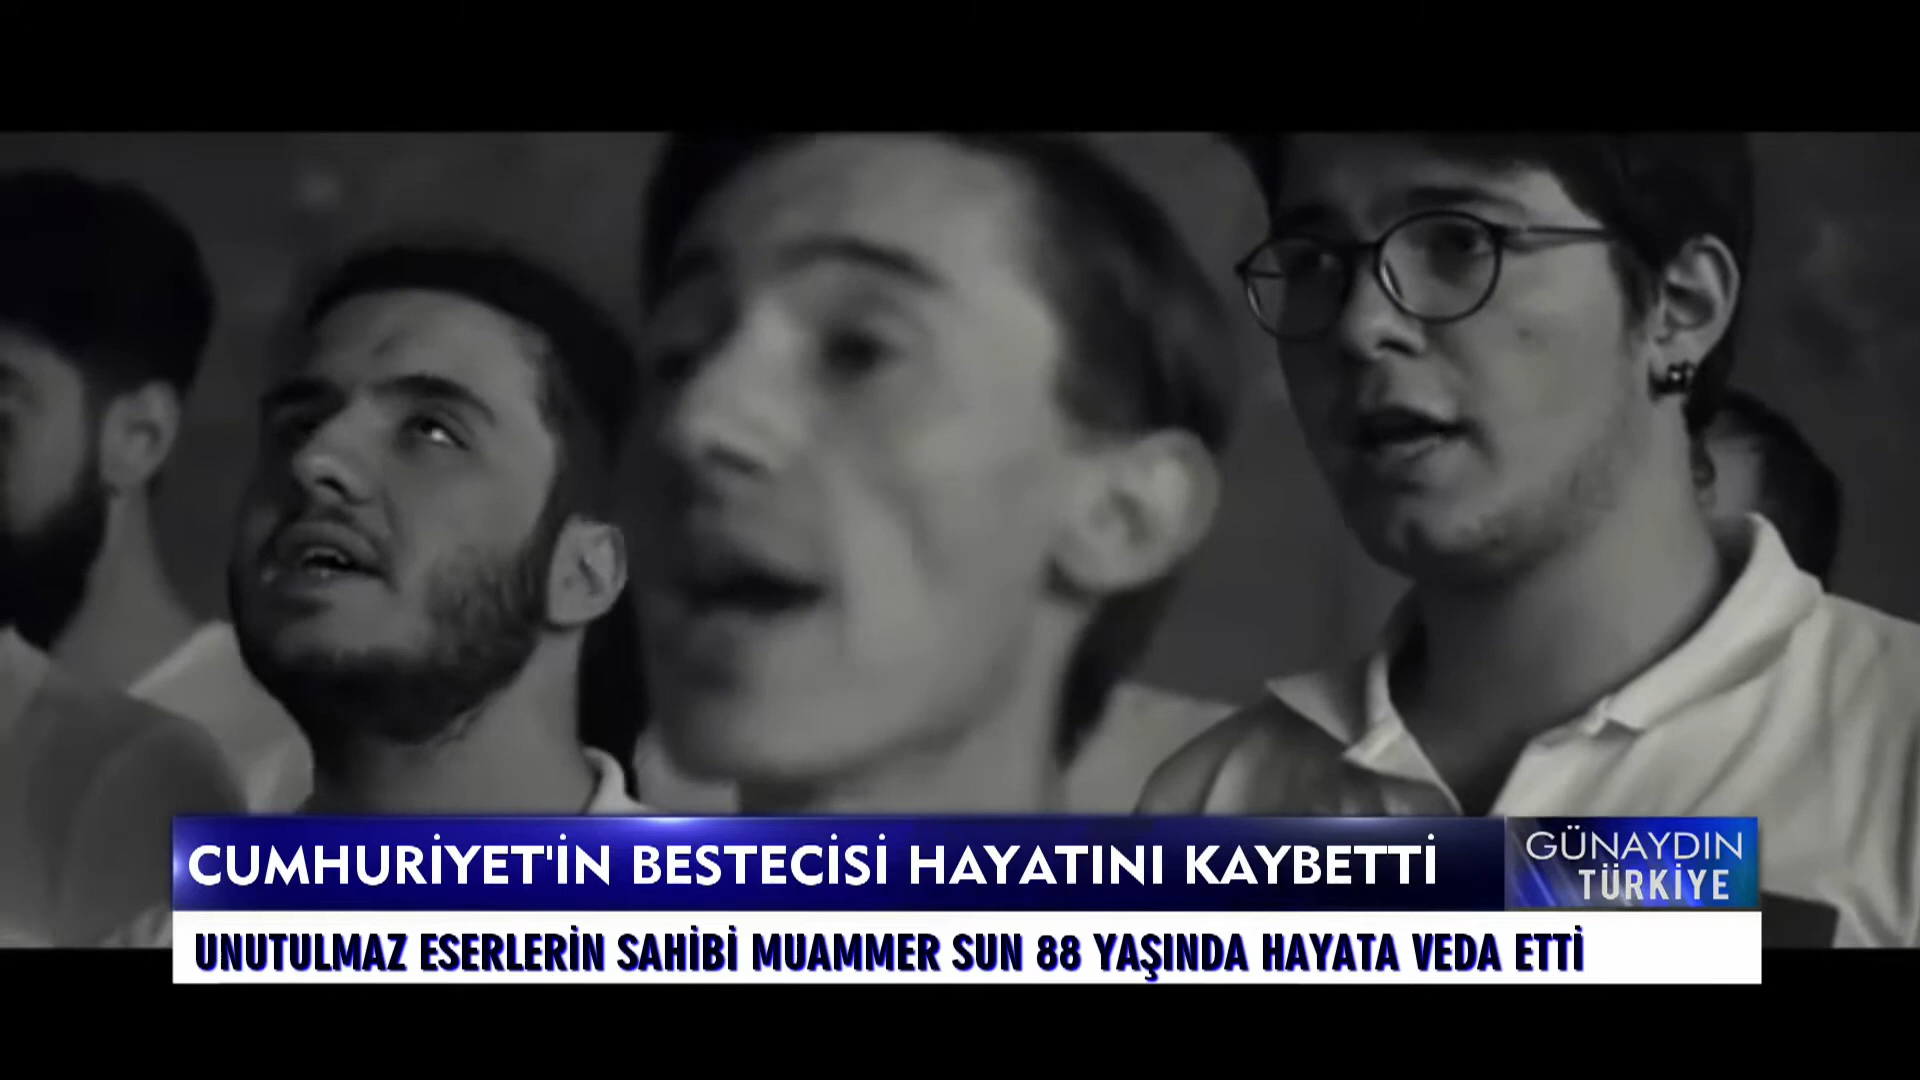 CUMHURİYET'İN BESTECİSİ HAYATINI KAYBETTİ
GÜNAYDIN
TÜRKİYE
UNUTULMAZ ESERLERİN SAHİBİ MUAMMER SUN 88 YAŞINDA HAYATA VEDA ETTİ